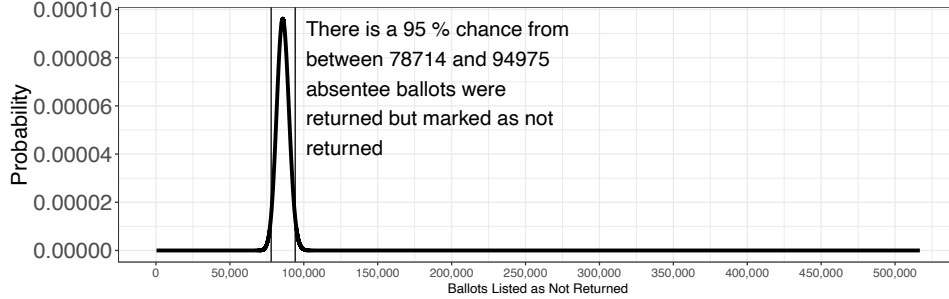 0.00010
0.00008
0.00006
0.00004
0.00002
0.00000
Probability
There is a 95 % chance from
between 78714 and 94975
absentee ballots were
returned but marked as not
returned
0 50,000 100,000 150,000 200,000 250,000 300,000 350,000 400,000 450,000 500,000
Ballots Listed as Not Returned